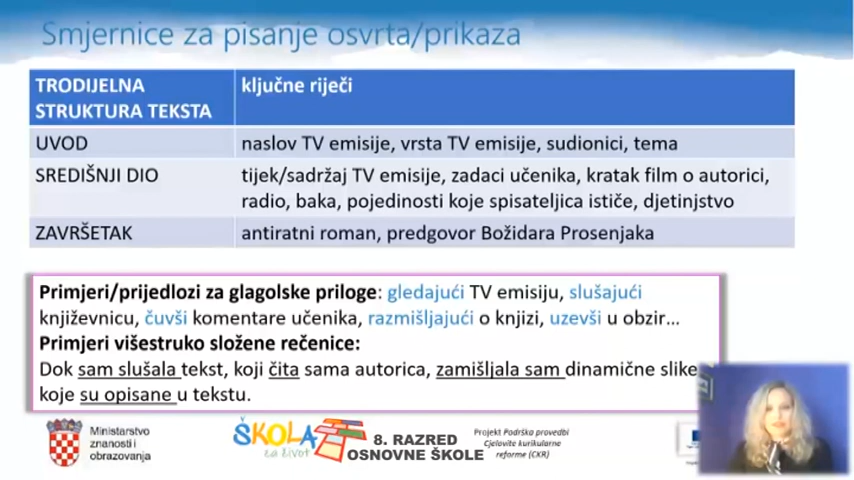 Smjernice za pisanje osvrta/prikaza
TRODIJELNA
STRUKTURA TEKSTA
ključne riječi
UVOD
naslov TV emisije, vrsta TV emisije, sudionici, tema
SREDIŠNJI DIO
tijek/sadržaj TV emisije, zadaci učenika, kratak film o autorici,
radio, baka, pojedinosti koje spisateljica ističe, djetinjstvo
ZAVRŠETAK
antiratni roman, predgovor Božidara Prosenjaka
Primjeri/prijedlozi za glagolske priloge: gledajući TV emisiju, slušajući
književnicu, čuvši komentare učenika, razmišljajući o knjizi, uzevši u obzir...
Primjeri višestruko složene rečenice:
Dok sam slušala tekst, koji čita sama autorica, zamišljala sam dinamične slike
koje su opisane u tekstu.
Ministarstvo
znanosti i
obrazovanja
ŠKOLA
za život
8. RAZRED
OSNOVNE ŠKOLE
Projekt Podrška provedbi
Cjelovite kurikularne
reforme (CKR)